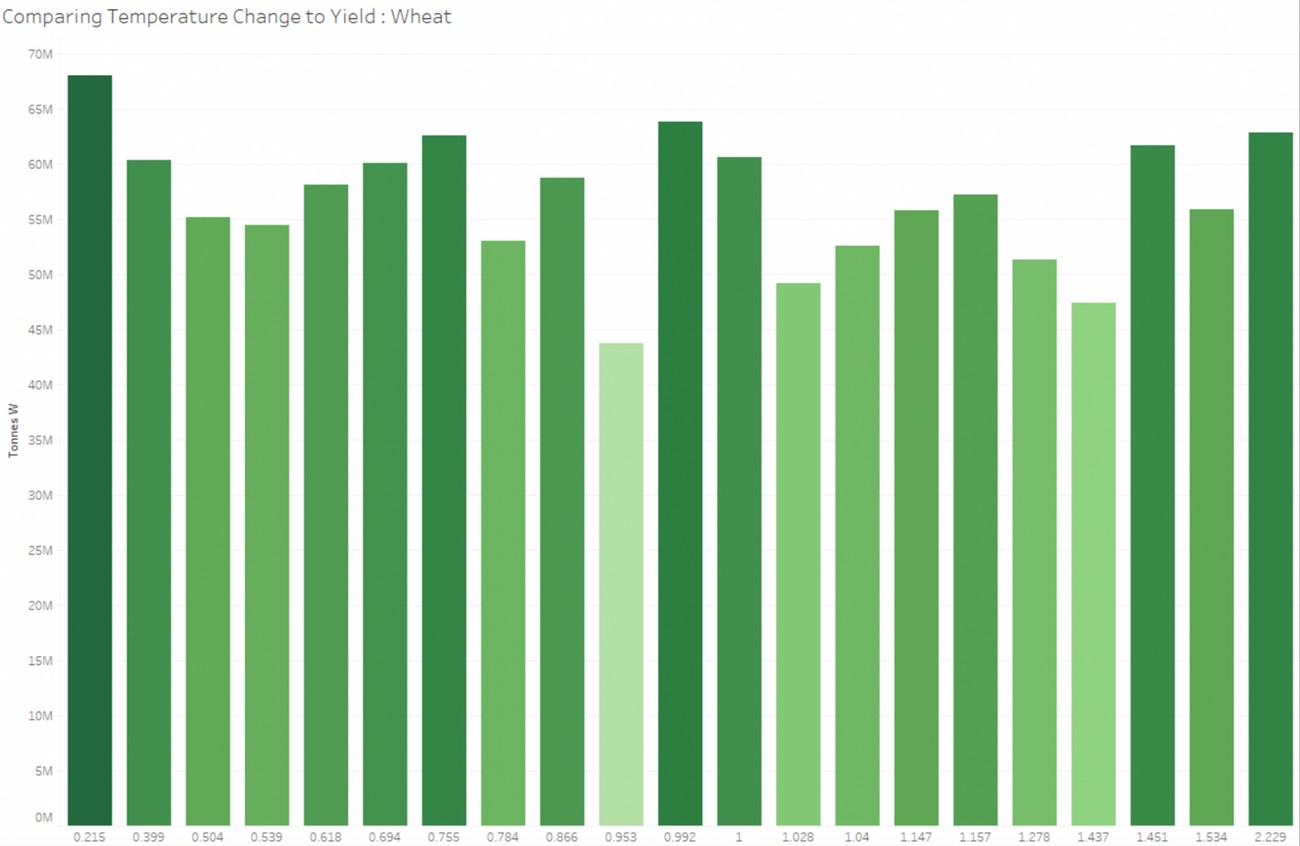 Comparing Temperature Change to Yield : Wheat
70M
65M
60M
55M
50M
45M
40M
35M
30M
25M
20M
15M
10M
5M
0M
Tonnes W
0.215 0.399 0.504 0.539 0.618 0.694 0.755 0.784 0.866 0.953 0.992 1 1.028 1.04 1.147 1.157 1.278 1.437 1.451 1.534 2.229